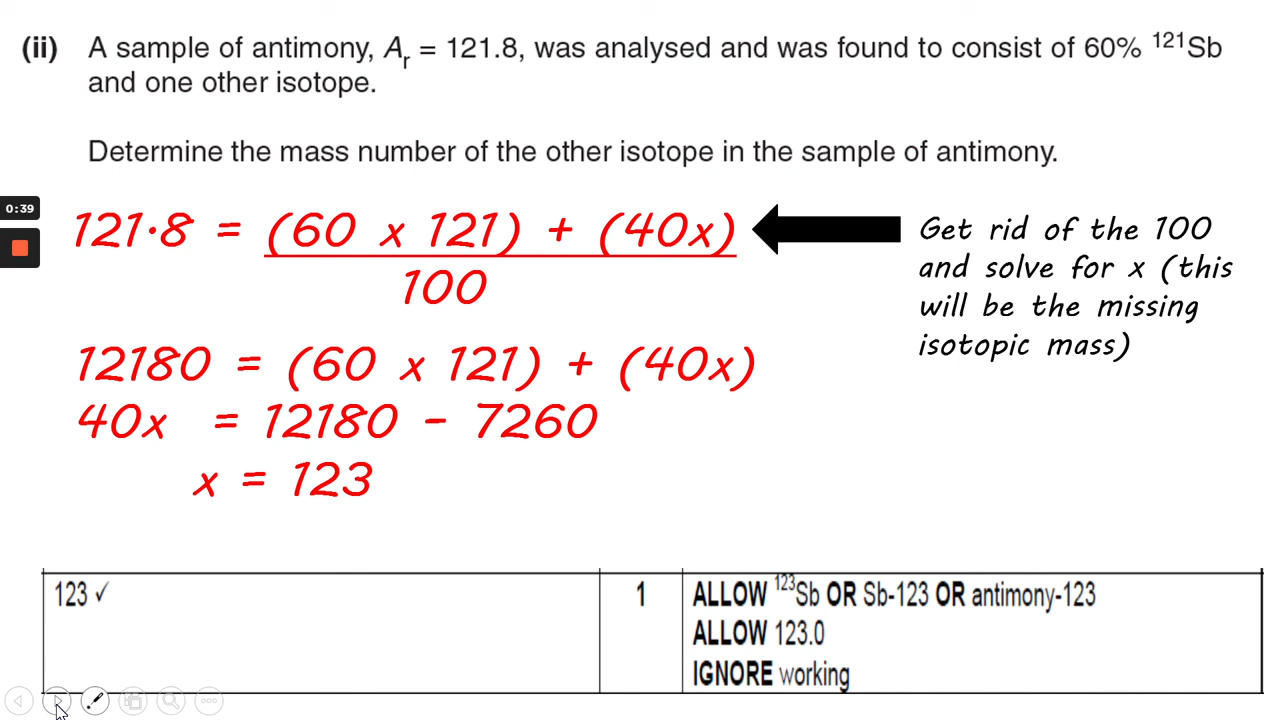 (ii) A sample of antimony, Ar = 121.8, was analysed and was found to consist of 60% ¹²¹Sb
and one other isotope.
Determine the mass number of the other isotope in the sample of antimony.
0:39
121·8 = (60 x 121) + (40x)
100
Get rid of the 100
and solve for x (this
will be the missing
isotopic mass)
12180 = (60 x 121) + (40x)
40x = 12180 - 7260
x = 123
123 ✓ 1 ALLOW ¹²³Sb OR Sb-123 OR antimony-123
ALLOW 123.0
IGNORE working